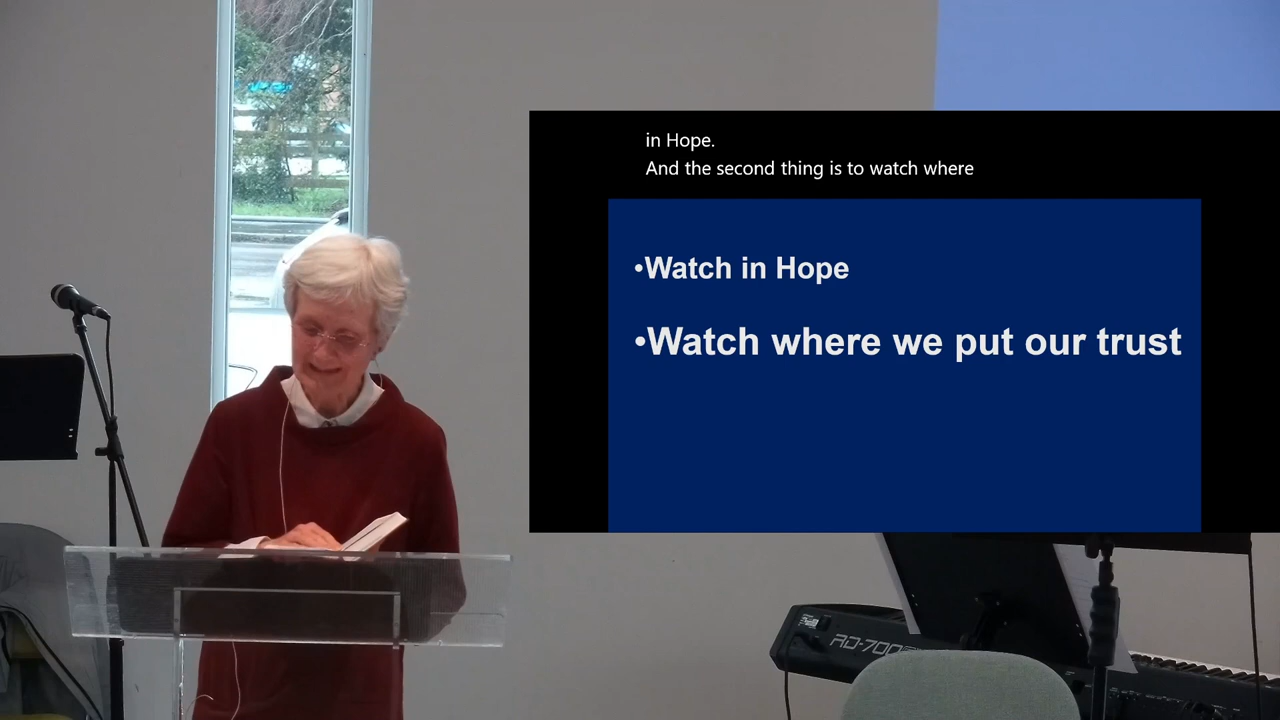 in Hope.
And the second thing is to watch where
•Watch in Hope
•Watch where we put our trust
RD-700